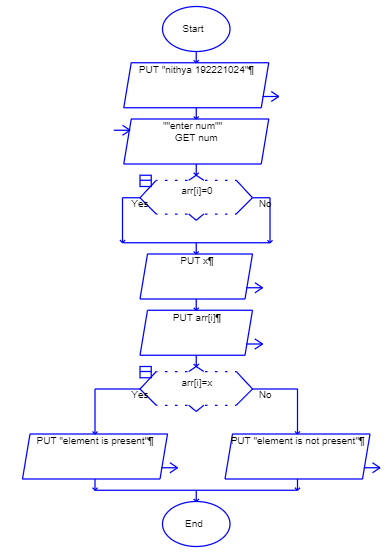 Start
PUT "nithya 192221024"¶
""enter num""
GET num
arr[i]=0
Yes
No
PUT x¶
PUT arr[i]¶
arr[i]=x
Yes
No
PUT "element is present"¶
PUT "element is not present"¶
End